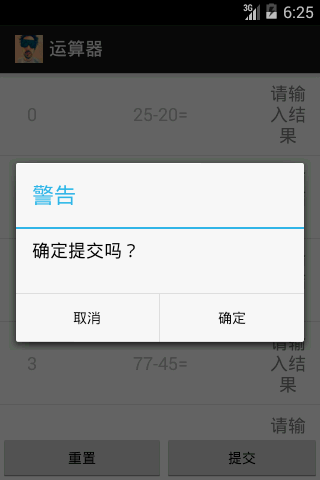 3G
6:25
运算器
0
25-20=
请输
入结
果
警告
确定提交吗？
取消
确定
3
77-45=
请输
入结
果
请输
重置
提交